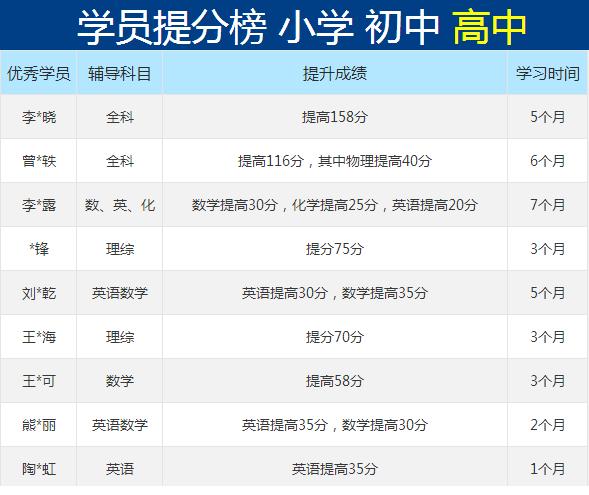 学员提分榜 小学 初中 高中
优秀学员 辅导科目 提升成绩 学习时间
李*晓 全科 提高158分 5个月
曾*轶 全科 提高116分，其中物理提高40分 6个月
李*露 数、英、化 数学提高30分，化学提高25分，英语提高20分 7个月
*锋 理综 提分75分 3个月
刘*乾 英语数学 英语提高30分，数学提高35分 5个月
王*海 理综 提分70分 3个月
王*可 数学 提高58分 3个月
熊*丽 英语数学 英语提高35分，数学提高30分 2个月
陶*虹 英语 英语提高35分 1个月